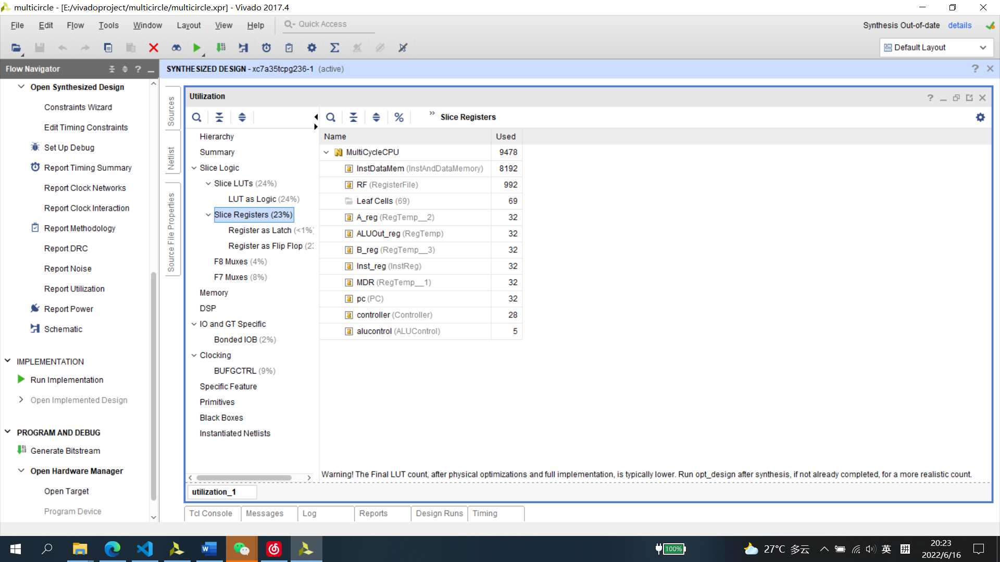 multicircle - [E:/vivadoproject/multicircle/multicircle.xpr] - Vivado 2017.4
File Edit Flow Tools Window Layout View Help Quick Access
Synthesis Out-of-date details
Default Layout
Flow Navigator
SYNTHESIZED DESIGN - xc7a35tcpg236-1 (active)
Open Synthesized Design
Constraints Wizard
Edit Timing Constraints
Set Up Debug
Report Timing Summary
Report Clock Networks
Report Clock Interaction
Report Methodology
Report DRC
Report Noise
Report Utilization
Report Power
Schematic
IMPLEMENTATION
Run Implementation
Open Implemented Design
PROGRAM AND DEBUG
Generate Bitstream
Open Hardware Manager
Open Target
Program Device
Sources
Netlist
Source File Properties
Utilization
Hierarchy
Summary
Slice Logic
Slice LUTs (24%)
LUT as Logic (24%)
Slice Registers (23%)
Register as Latch (<1%)
Register as Flip Flop (23
F8 Muxes (4%)
F7 Muxes (8%)
Memory
DSP
IO and GT Specific
Bonded IOB (2%)
Clocking
BUFGCTRL (9%)
Specific Feature
Primitives
Black Boxes
Instantiated Netlists
% » Slice Registers
Name Used
MultiCycleCPU 9478
InstDataMem (InstAndDataMemory) 8192
RF (RegisterFile) 992
Leaf Cells (69) 69
A_reg (RegTemp__2) 32
ALUOut_reg (RegTemp) 32
B_reg (RegTemp__3) 32
Inst_reg (InstReg) 32
MDR (RegTemp__1) 32
pc (PC) 32
controller (Controller) 28
alucontrol (ALUControl) 5
Warning! The Final LUT count, after physical optimizations and full implementation, is typically lower. Run opt_design after synthesis, if not already completed, for a more realistic count.
utilization_1
Tcl Console Messages Log Reports Design Runs Timing
100%
27°C 多云
英
拼
20:23
2022/6/16